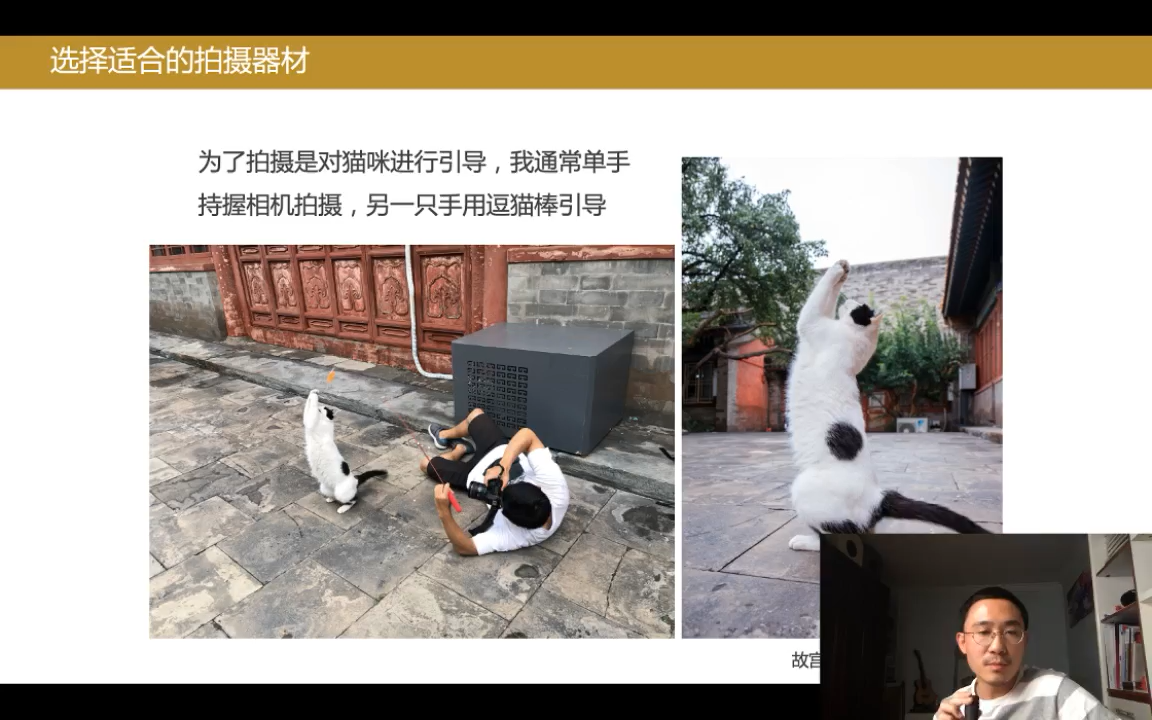 选择适合的拍摄器材
为了拍摄是对猫咪进行引导，我通常单手
持握相机拍摄，另一只手用逗猫棒引导
故宫